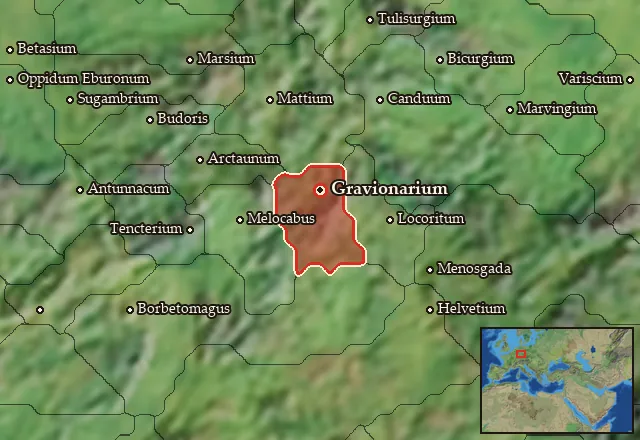 Tulisurgium
Betasium
Marsium
Bicurgium
Oppidum Eburonum
Variscium
Sugambrium
Mattium
Canduum
Marvingium
Budoris
Arctaunum
Antunnacum
Gravionarium
Melocabus
Locoritum
Tencterium
Menosgada
Borbetomagus
Helvetium